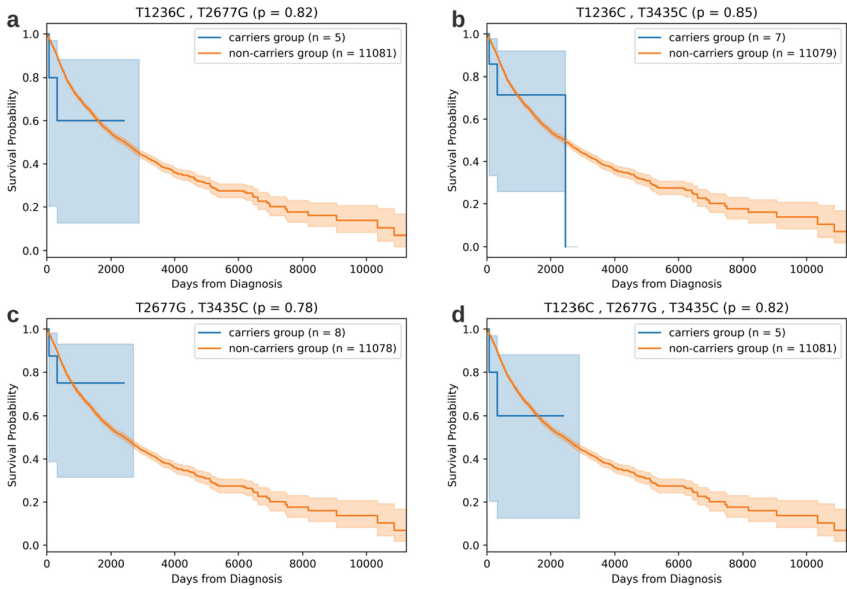 a
T1236C , T2677G (p = 0.82)
carriers group (n = 5)
non-carriers group (n = 11081)
Survival Probability
1.0
0.8
0.6
0.4
0.2
0.0
0 2000 4000 6000 8000 10000
Days from Diagnosis
b
T1236C , T3435C (p = 0.85)
carriers group (n = 7)
non-carriers group (n = 11079)
Survival Probability
1.0
0.8
0.6
0.4
0.2
0.0
0 2000 4000 6000 8000 10000
Days from Diagnosis
c
T2677G , T3435C (p = 0.78)
carriers group (n = 8)
non-carriers group (n = 11078)
Survival Probability
1.0
0.8
0.6
0.4
0.2
0.0
0 2000 4000 6000 8000 10000
Days from Diagnosis
d
T1236C , T2677G , T3435C (p = 0.82)
carriers group (n = 5)
non-carriers group (n = 11081)
Survival Probability
1.0
0.8
0.6
0.4
0.2
0.0
0 2000 4000 6000 8000 10000
Days from Diagnosis